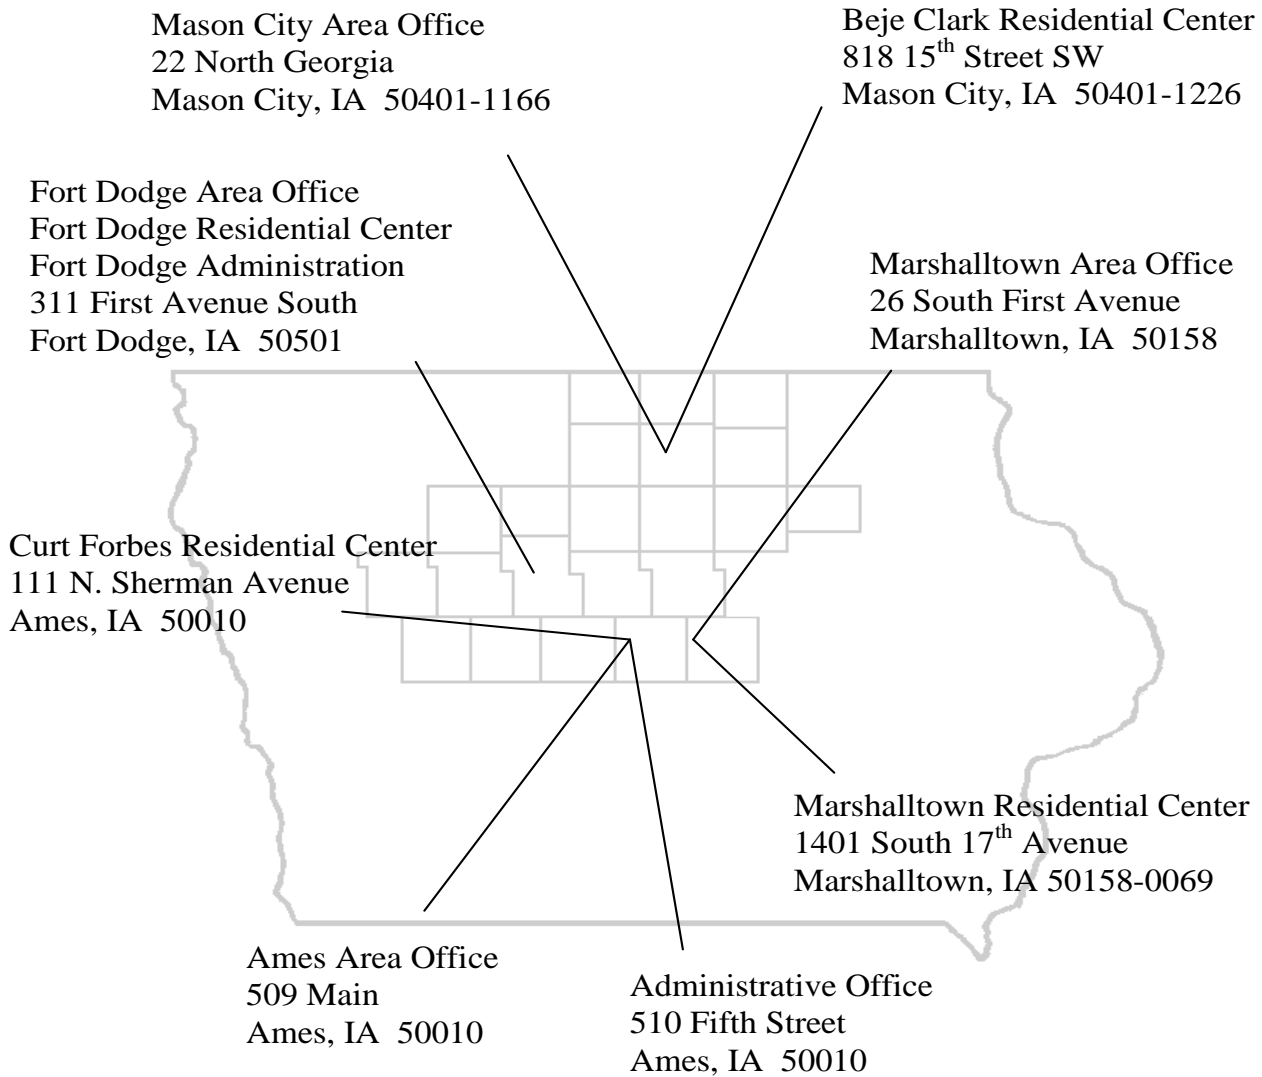 Mason City Area Office
22 North Georgia
Mason City, IA  50401-1166
Beje Clark Residential Center
818 15th Street SW
Mason City, IA  50401-1226
Fort Dodge Area Office
Fort Dodge Residential Center
Fort Dodge Administration
311 First Avenue South
Fort Dodge, IA  50501
Marshalltown Area Office
26 South First Avenue
Marshalltown, IA  50158
Curt Forbes Residential Center
111 N. Sherman Avenue
Ames, IA  50010
Marshalltown Residential Center
1401 South 17th Avenue
Marshalltown, IA 50158-0069
Ames Area Office
509 Main
Ames, IA  50010
Administrative Office
510 Fifth Street
Ames, IA  50010